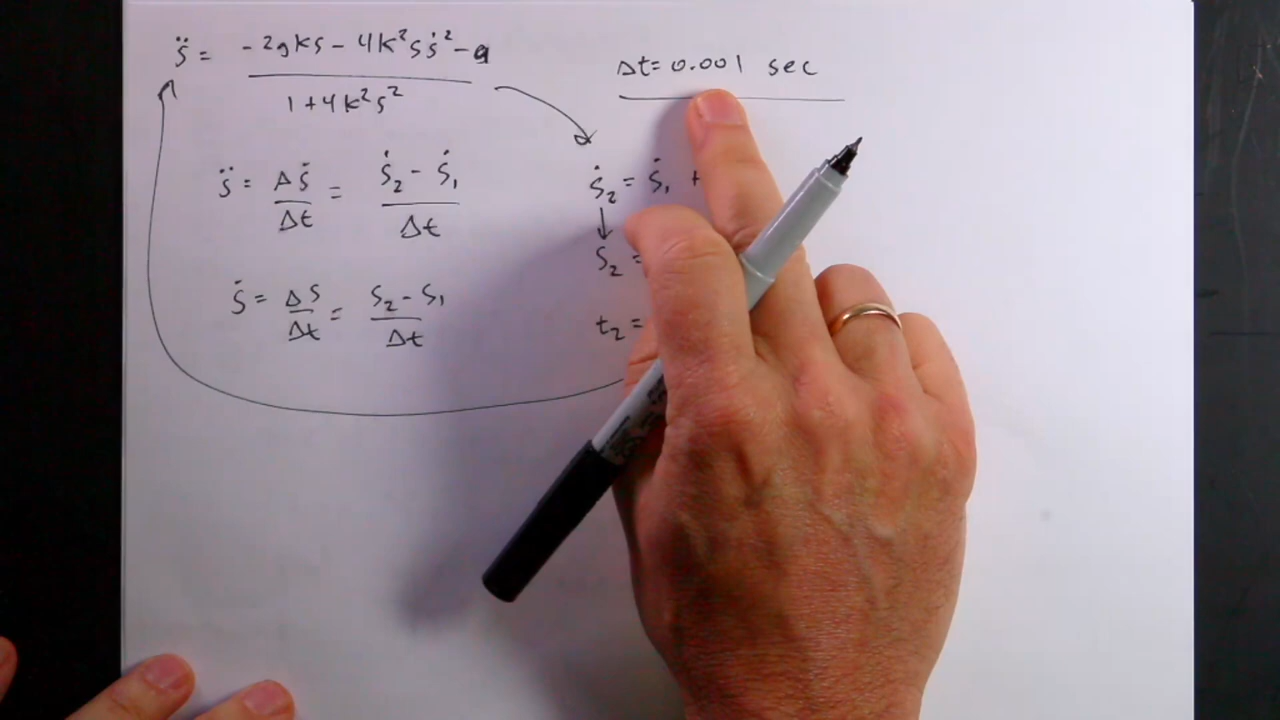 s̈ = (-2gks - 4k²sṡ² - a) / (1 + 4k²s²)
Δt = 0.001 sec
s̈ = Δṡ/Δt = (ṡ₂ - ṡ₁)/Δt
ṡ₂ = ṡ₁ +
ṡ = Δs/Δt = (s₂ - s₁)/Δt
s₂ =
t₂ =